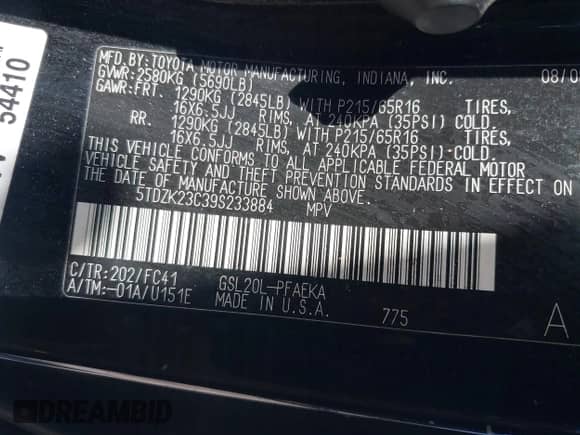 54410
MFD.BY:TOYOTA MOTOR MANUFACTURING, INDIANA, INC. 08/0
GVWR:2580KG (5690LB)
GAWR:FRT. 1290KG (2845LB) WITH P215/65R16 TIRES,
16X6.5JJ RIMS, AT 240KPA (35PSI) COLD.
RR. 1290KG (2845LB) WITH P215/65R16 TIRES,
16X6.5JJ RIMS, AT 240KPA (35PSI) COLD.
THIS VEHICLE CONFORMS TO ALL APPLICABLE FEDERAL MOTOR
VEHICLE SAFETY AND THEFT PREVENTION STANDARDS IN EFFECT ON
THE DATE OF MANUFACTURE SHOWN ABOVE.
5TDZK23C39S233884 MPV
C/TR:202/FC41 GSL20L-PFAEKA
A/TM:-01A/U151E MADE IN U.S.A. 775
A
DREAMBID